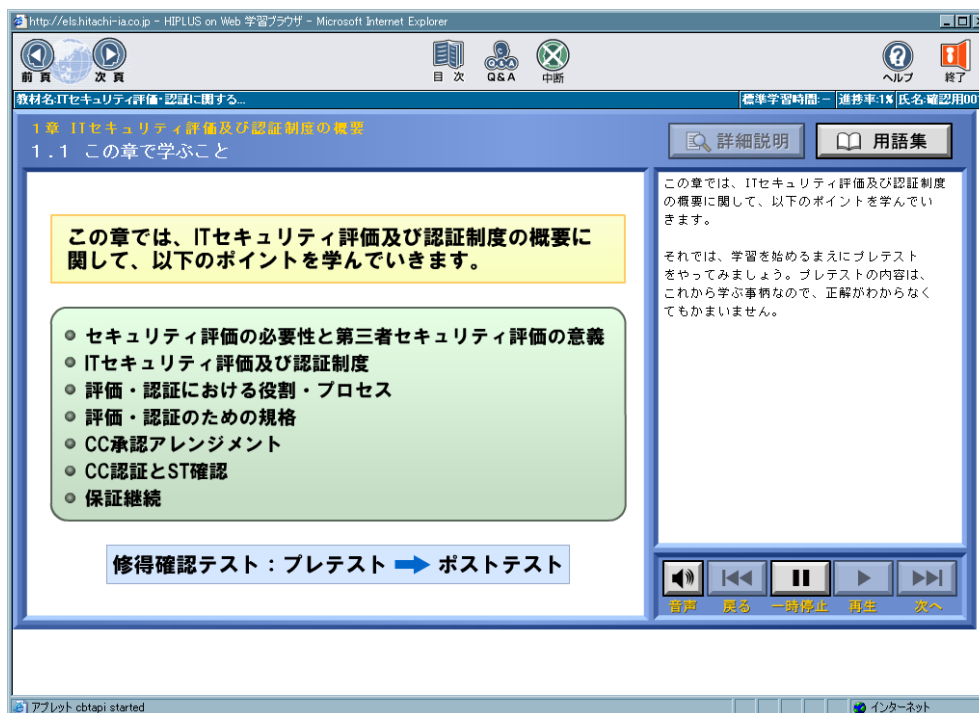 http://els.hitachi-ia.co.jp - HIPLUS on Web 学習ブラウザ - Microsoft Internet Explorer
前頁 次頁 目次 Q&A 中断 ヘルプ 終了
教材名:ITセキュリティ評価・認証に関する... 標準学習時間:− 進捗率:1% 氏名:確認用001
1章 ITセキュリティ評価及び認証制度の概要
1.1 この章で学ぶこと
詳細説明 用語集
この章では、ITセキュリティ評価及び認証制度の概要に
関して、以下のポイントを学んでいきます。
セキュリティ評価の必要性と第三者セキュリティ評価の意義
ITセキュリティ評価及び認証制度
評価・認証における役割・プロセス
評価・認証のための規格
CC承認アレンジメント
CC認証とST確認
保証継続
修得確認テスト:プレテスト ➡ ポストテスト
この章では、ITセキュリティ評価及び認証制度
の概要に関して、以下のポイントを学んでい
きます。
それでは、学習を始めるまえにプレテスト
をやってみましょう。プレテストの内容は、
これから学ぶ事柄なので、正解がわからなく
てもかまいません。
音声 戻る 一時停止 再生 次へ
アプレット cbtapi started インターネット